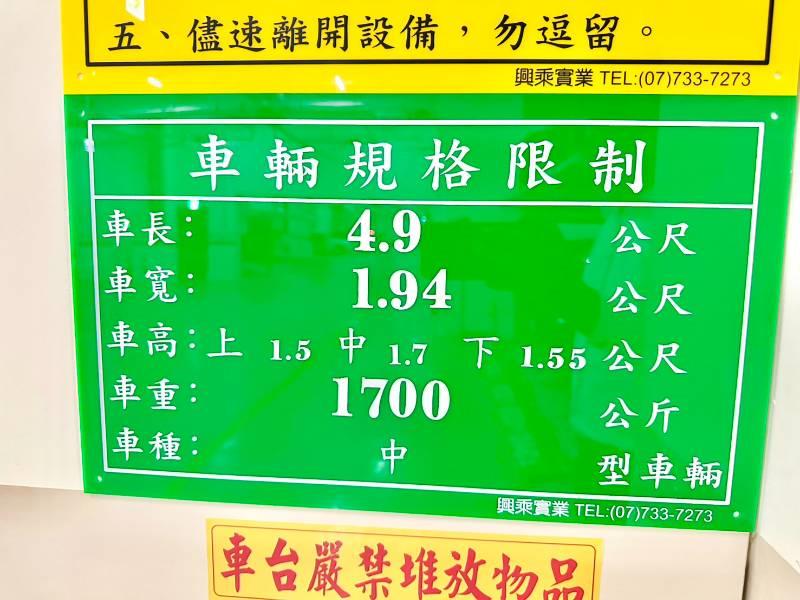 五、儘速離開設備，勿逗留。
興乘實業 TEL:(07)733-7273
車輛規格限制
車長： 4.9 公尺
車寬： 1.94 公尺
車高：上 1.5 中 1.7 下 1.55 公尺
車重： 1700 公斤
車種： 中 型車輛
興乘實業 TEL:(07)733-7273
車台嚴禁堆放物品